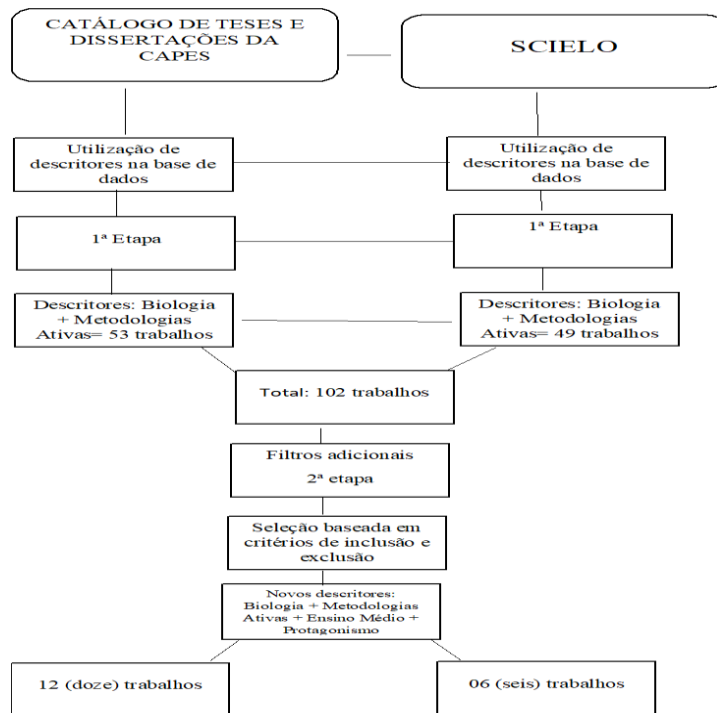 CATÁLOGO DE TESES E
DISSERTAÇÕES DA
CAPES
SCIELO
Utilização de
descritores na base de
dados
Utilização de
descritores na base de
dados
1ª Etapa
1ª Etapa
Descritores: Biologia
+ Metodologias
Ativas= 53 trabalhos
Descritores: Biologia
+ Metodologias
Ativas= 49 trabalhos
Total: 102 trabalhos
Filtros adicionais
2ª etapa
Seleção baseada em
critérios de inclusão e
exclusão
Novos descritores:
Biologia + Metodologias
Ativas + Ensino Médio +
Protagonismo
12 (doze) trabalhos
06 (seis) trabalhos